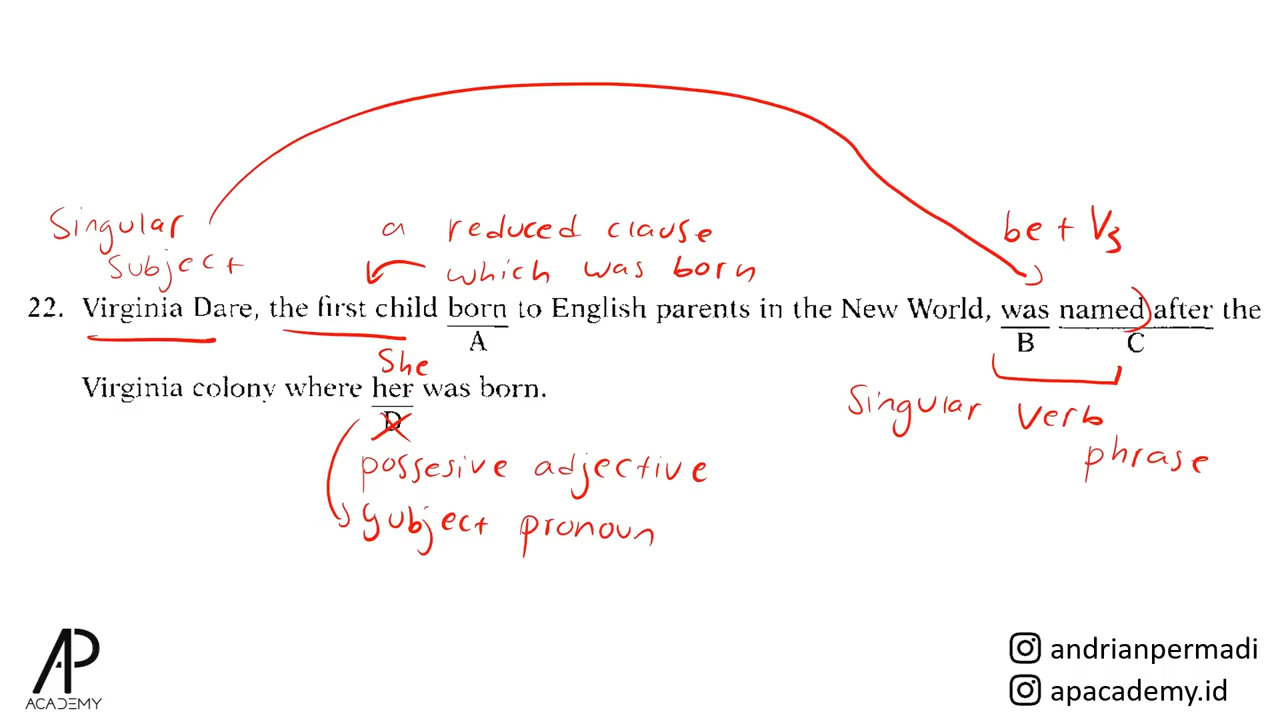 Singular be + V3
subject a reduced clause
which was born
22. Virginia Dare, the first child born to English parents in the New World, was named after the
A B C
She
Virginia colony where her was born.
D
Singular verb
phrase
possesive adjective
subject pronoun
AP
ACADEMY
andrianpermadi
apacademy.id